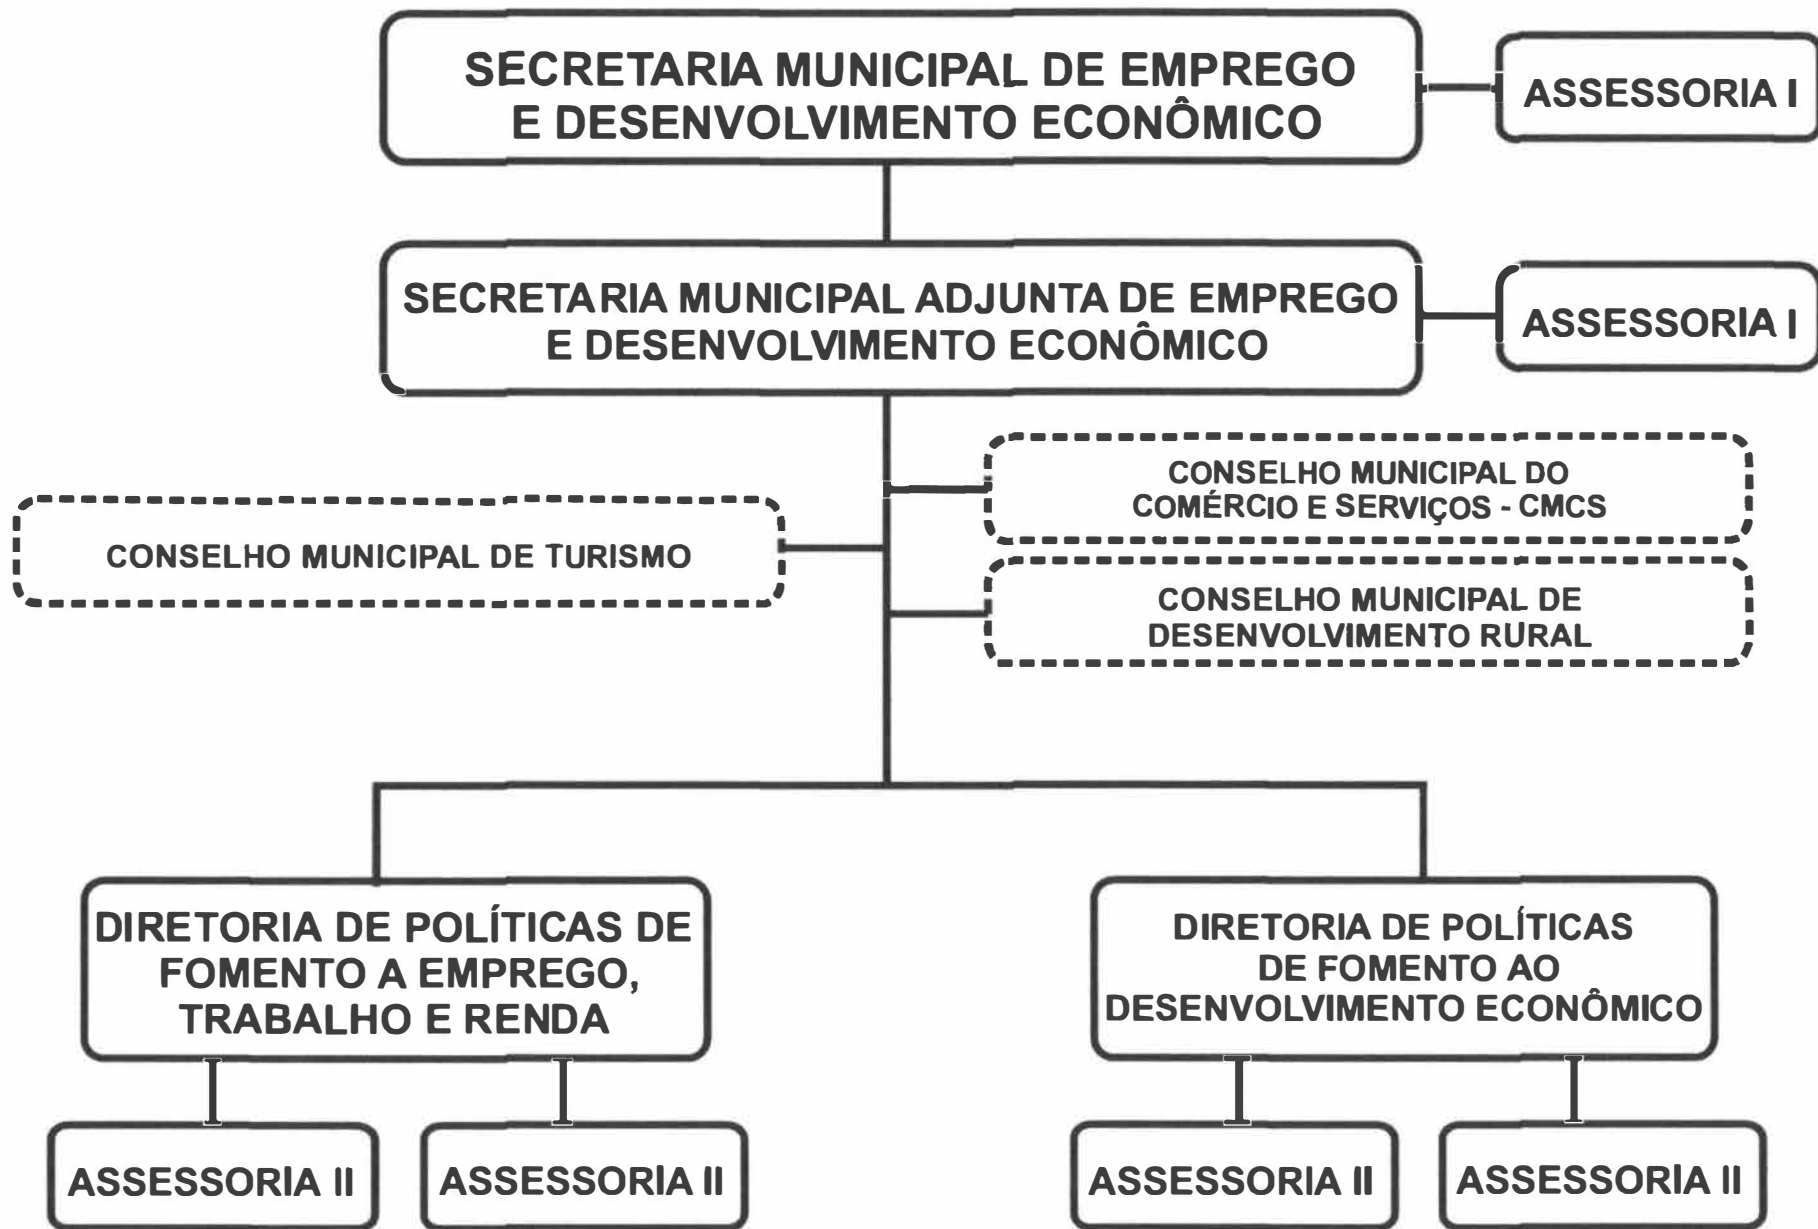 SECRETARIA MUNICIPAL DE EMPREGO
E DESENVOLVIMENTO ECONÔMICO
ASSESSORIA I
SECRETARIA MUNICIPAL ADJUNTA DE EMPREGO
E DESENVOLVIMENTO ECONÔMICO
ASSESSORIA I
CONSELHO MUNICIPAL DO
COMÉRCIO E SERVIÇOS - CMCS
CONSELHO MUNICIPAL DE TURISMO
CONSELHO MUNICIPAL DE
DESENVOLVIMENTO RURAL
DIRETORIA DE POLÍTICAS DE
FOMENTO A EMPREGO,
TRABALHO E RENDA
DIRETORIA DE POLÍTICAS
DE FOMENTO AO
DESENVOLVIMENTO ECONÔMICO
ASSESSORIA II
ASSESSORIA II
ASSESSORIA II
ASSESSORIA II